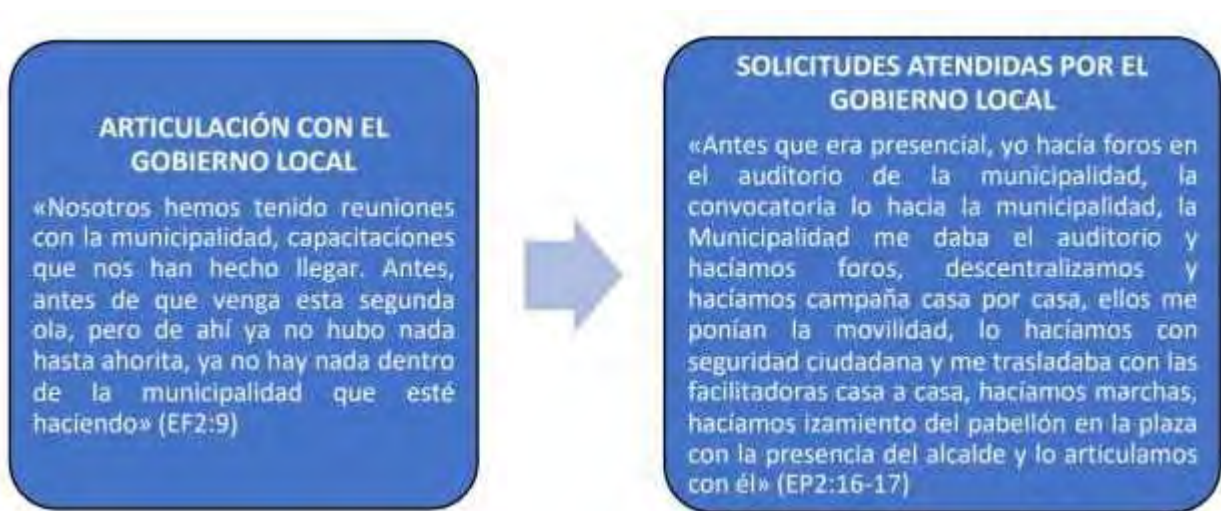 ARTICULACIÓN CON EL
GOBIERNO LOCAL
«Nosotros hemos tenido reuniones
con la municipalidad, capacitaciones
que nos han hecho llegar. Antes,
antes de que venga esta segunda
ola, pero de ahí ya no hubo nada
hasta ahorita, ya no hay nada dentro
de la municipalidad que esté
haciendo» (EF2:9)
SOLICITUDES ATENDIDAS POR EL
GOBIERNO LOCAL
«Antes que era presencial, yo hacía foros en
el auditorio de la municipalidad, la
convocatoria lo hacia la municipalidad, la
Municipalidad me daba el auditorio y
hacíamos foros, descentralizamos y
hacíamos campaña casa por casa, ellos me
ponían la movilidad, lo hacíamos con
seguridad ciudadana y me trasladaba con las
facilitadoras casa a casa, hacíamos marchas,
hacíamos izamiento del pabellón en la plaza
con la presencia del alcalde y lo articulamos
con él» (EP2:16-17)